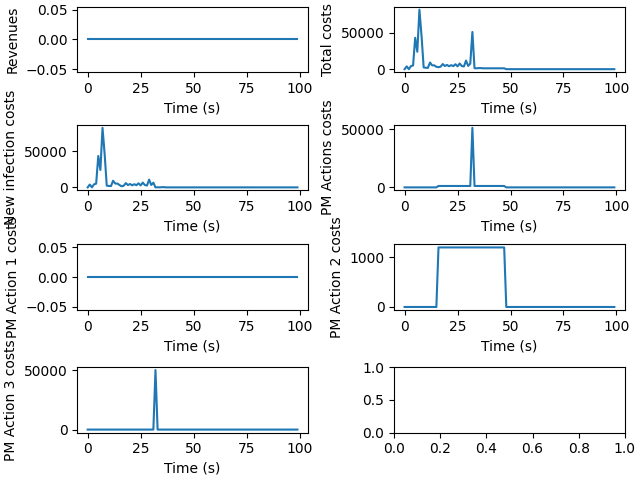 Revenues
0.05
0.00
−0.05
0 25 50 75 100
Time (s)
Total costs
50000
0
0 25 50 75 100
Time (s)
New infection costs
50000
0
0 25 50 75 100
Time (s)
PM Actions costs
50000
0
0 25 50 75 100
Time (s)
PM Action 1 costs
0.05
0.00
−0.05
0 25 50 75 100
Time (s)
PM Action 2 costs
1000
0
0 25 50 75 100
Time (s)
PM Action 3 costs
50000
0
0 25 50 75 100
Time (s)
1.0
0.5
0.0
0.0 0.2 0.4 0.6 0.8 1.0